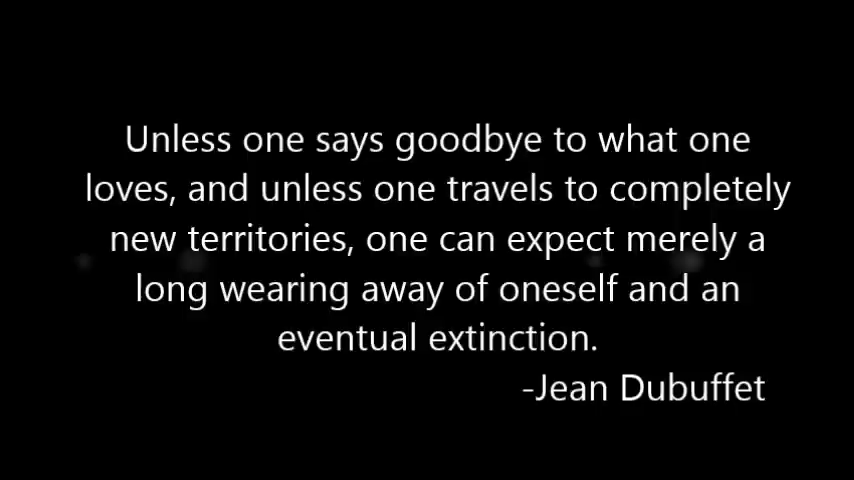 Unless one says goodbye to what one
loves, and unless one travels to completely
new territories, one can expect merely a
long wearing away of oneself and an
eventual extinction.
-Jean Dubuffet